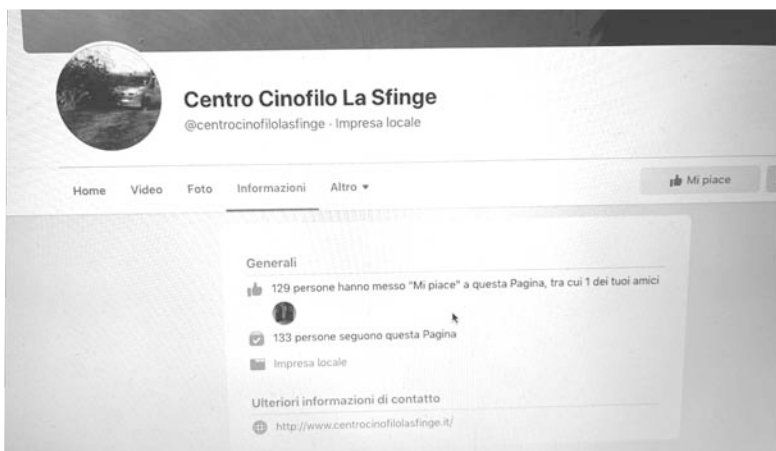 Centro Cinofilo La Sfinge
@centrocinofilolasfinge · Impresa locale
Home Video Foto Informazioni Altro ▾ Mi piace
Generali
129 persone hanno messo "Mi piace" a questa Pagina, tra cui 1 dei tuoi amici
133 persone seguono questa Pagina
Impresa locale
Ulteriori informazioni di contatto
http://www.centrocinofilolasfinge.it/